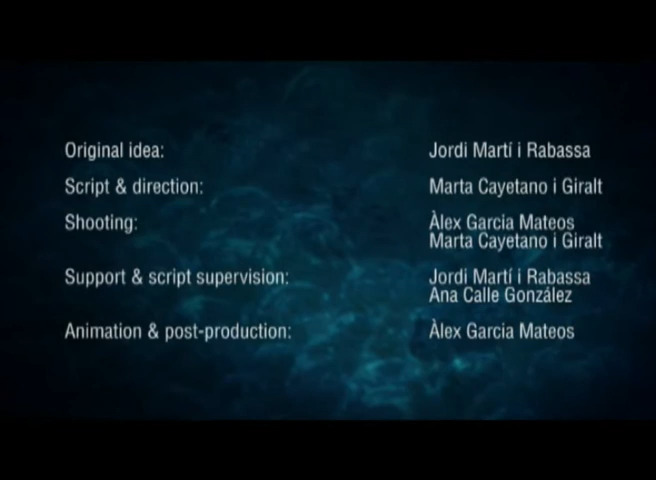 Original idea: Jordi Martí i Rabassa
Script & direction: Marta Cayetano i Giralt
Shooting: Àlex Garcia Mateos
Marta Cayetano i Giralt
Support & script supervision: Jordi Martí i Rabassa
Ana Calle González
Animation & post-production: Àlex Garcia Mateos